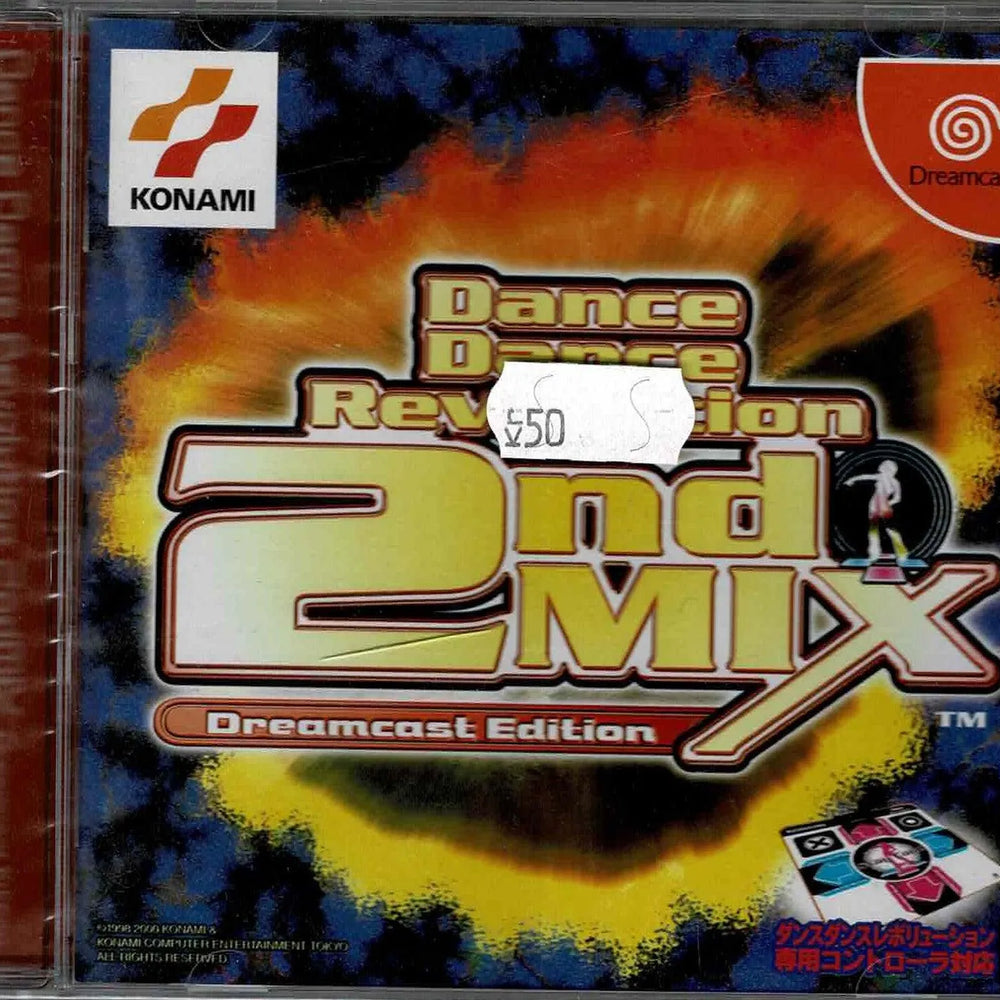 KONAMI
Dreamca
Dance
Dance
Rev tion
50
2nd
MIX
TM
Dreamcast Edition
©1998 2000 KONAMI &
KONAMI COMPUTER ENTERTAINMENT TOKYO
ALL RIGHTS RESERVED.
ダンスダンスレボリューション
専用コントローラ対応